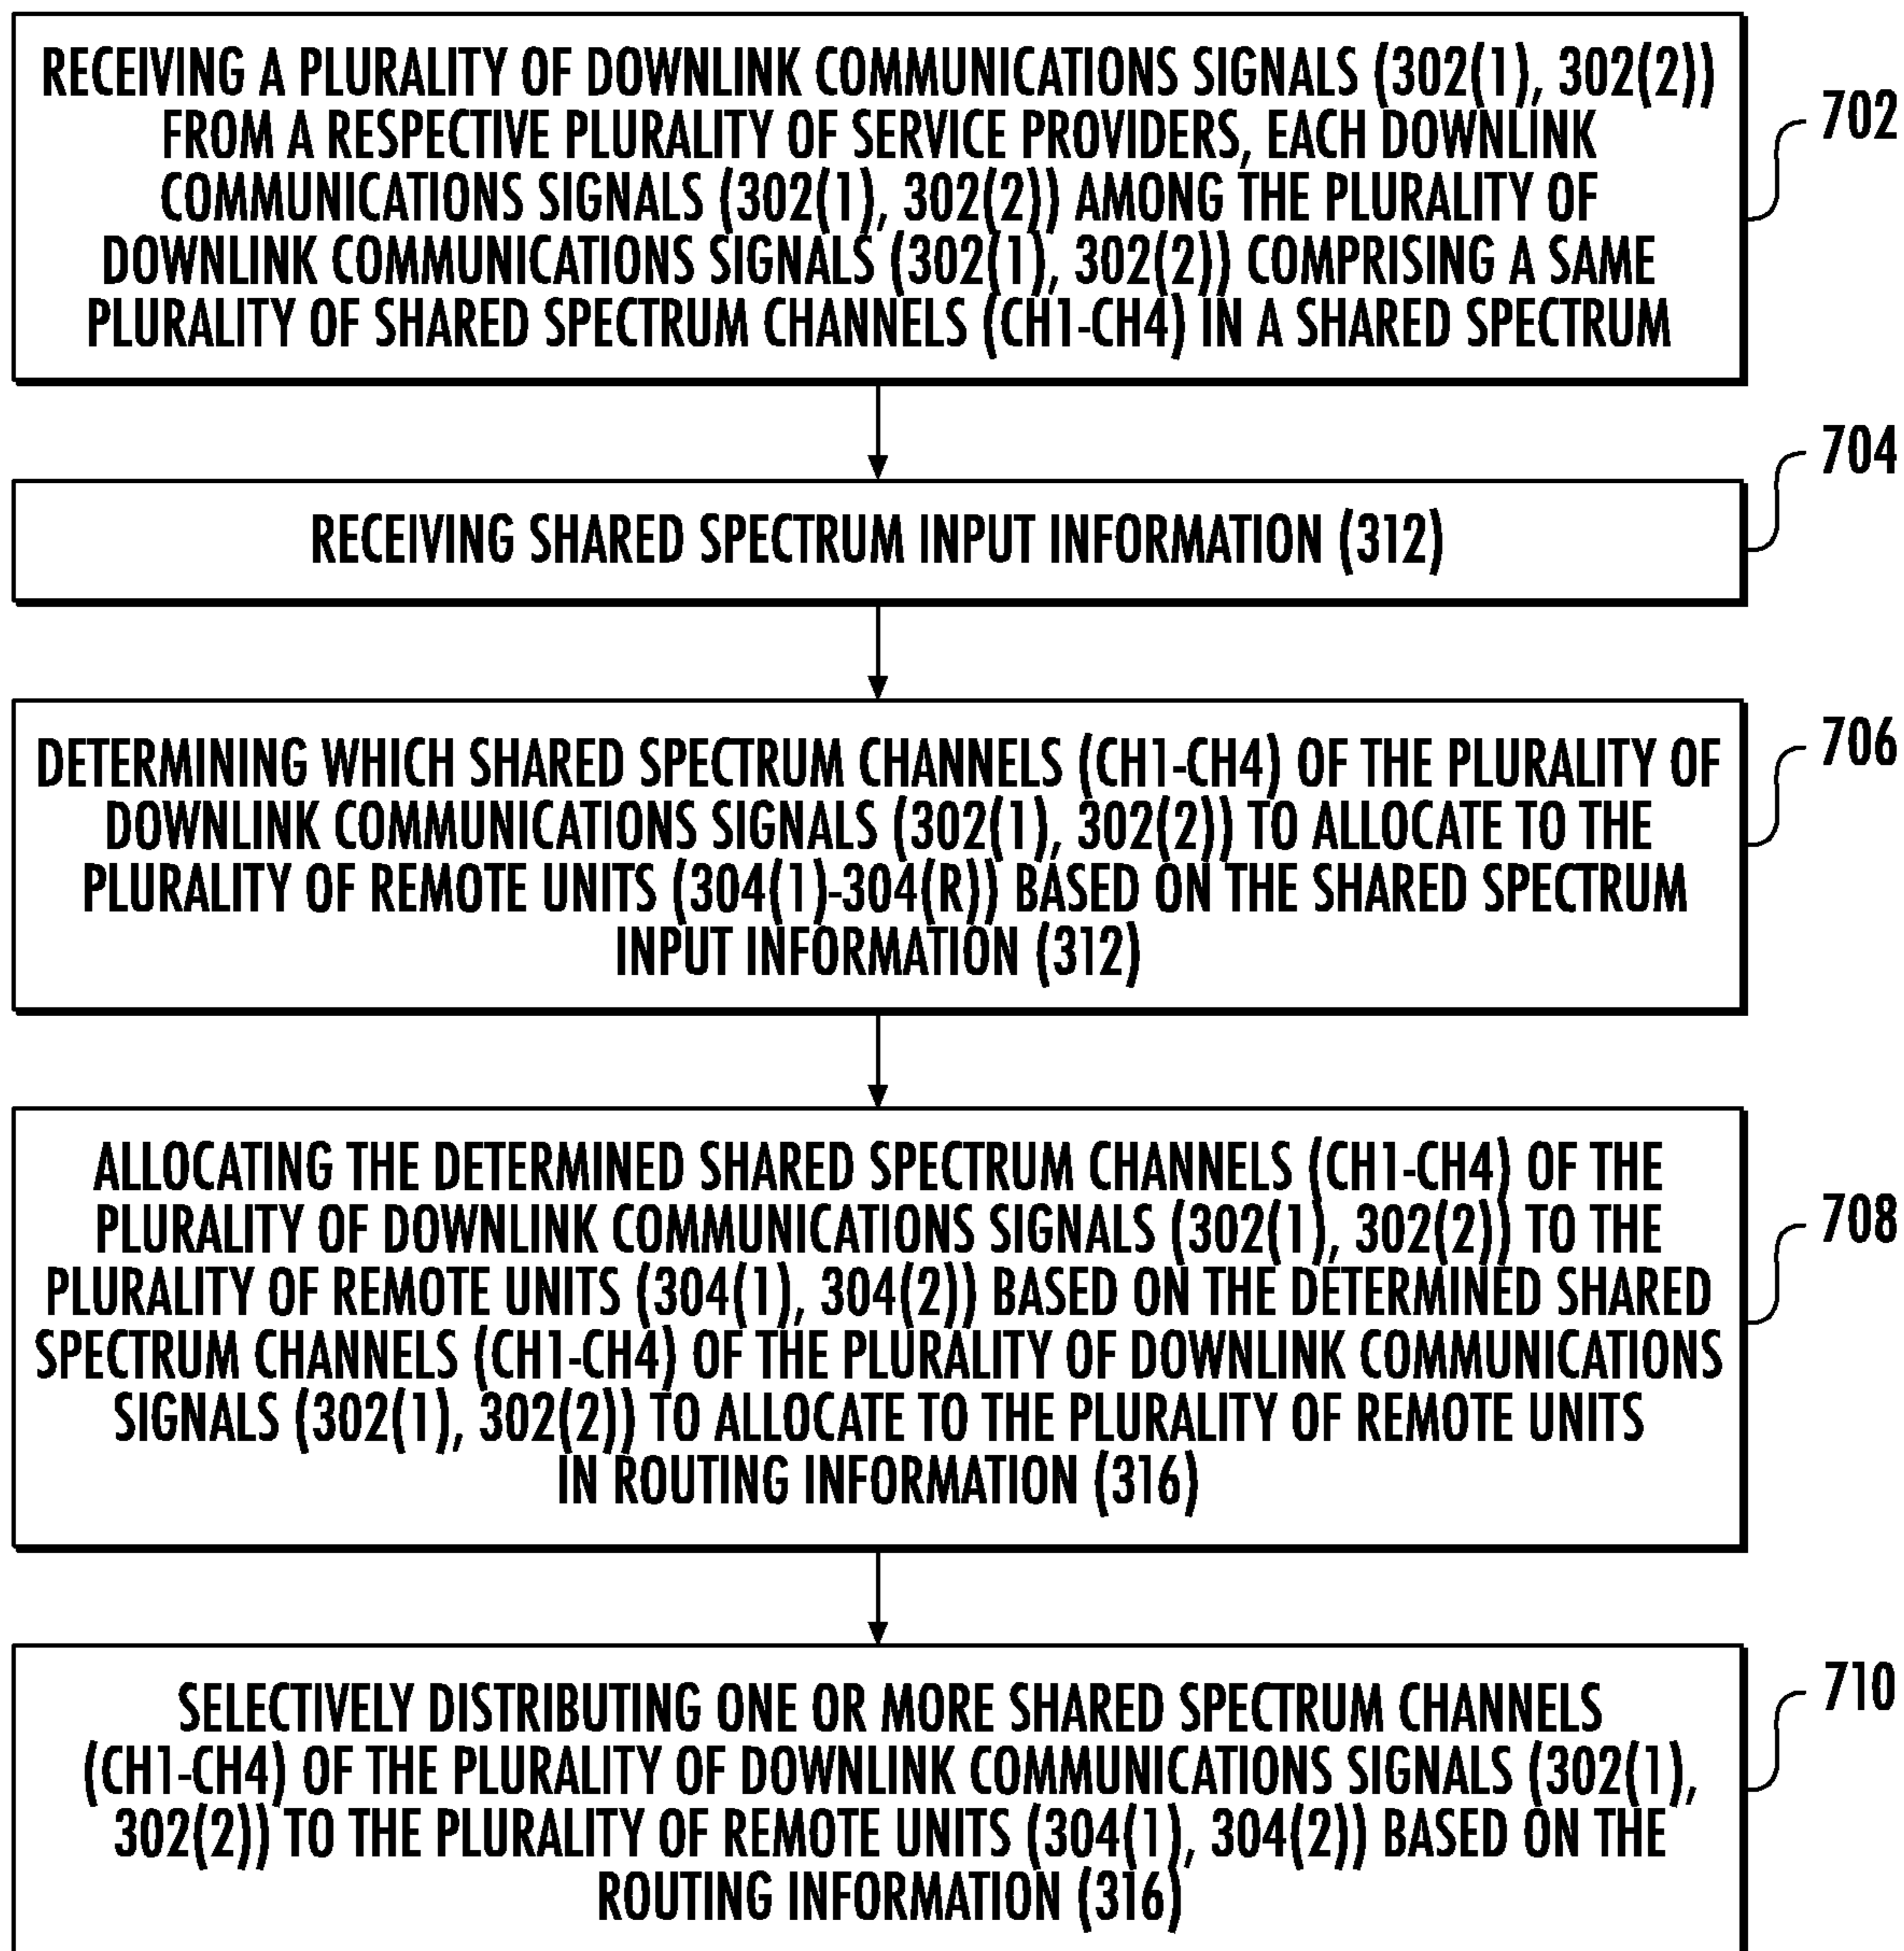 RECEIVING A PLURALITY OF DOWNLINK COMMUNICATIONS SIGNALS (302(1), 302(2))
FROM A RESPECTIVE PLURALITY OF SERVICE PROVIDERS, EACH DOWNLINK
COMMUNICATIONS SIGNALS (302(1), 302(2)) AMONG THE PLURALITY OF
DOWNLINK COMMUNICATIONS SIGNALS (302(1), 302(2)) COMPRISING A SAME
PLURALITY OF SHARED SPECTRUM CHANNELS (CH1-CH4) IN A SHARED SPECTRUM
702
RECEIVING SHARED SPECTRUM INPUT INFORMATION (312)
704
DETERMINING WHICH SHARED SPECTRUM CHANNELS (CH1-CH4) OF THE PLURALITY OF
DOWNLINK COMMUNICATIONS SIGNALS (302(1), 302(2)) TO ALLOCATE TO THE
PLURALITY OF REMOTE UNITS (304(1)-304(R)) BASED ON THE SHARED SPECTRUM
INPUT INFORMATION (312)
706
ALLOCATING THE DETERMINED SHARED SPECTRUM CHANNELS (CH1-CH4) OF THE
PLURALITY OF DOWNLINK COMMUNICATIONS SIGNALS (302(1), 302(2)) TO THE
PLURALITY OF REMOTE UNITS (304(1), 304(2)) BASED ON THE DETERMINED SHARED
SPECTRUM CHANNELS (CH1-CH4) OF THE PLURALITY OF DOWNLINK COMMUNICATIONS
SIGNALS (302(1), 302(2)) TO ALLOCATE TO THE PLURALITY OF REMOTE UNITS
IN ROUTING INFORMATION (316)
708
SELECTIVELY DISTRIBUTING ONE OR MORE SHARED SPECTRUM CHANNELS
(CH1-CH4) OF THE PLURALITY OF DOWNLINK COMMUNICATIONS SIGNALS (302(1),
302(2)) TO THE PLURALITY OF REMOTE UNITS (304(1), 304(2)) BASED ON THE
ROUTING INFORMATION (316)
710